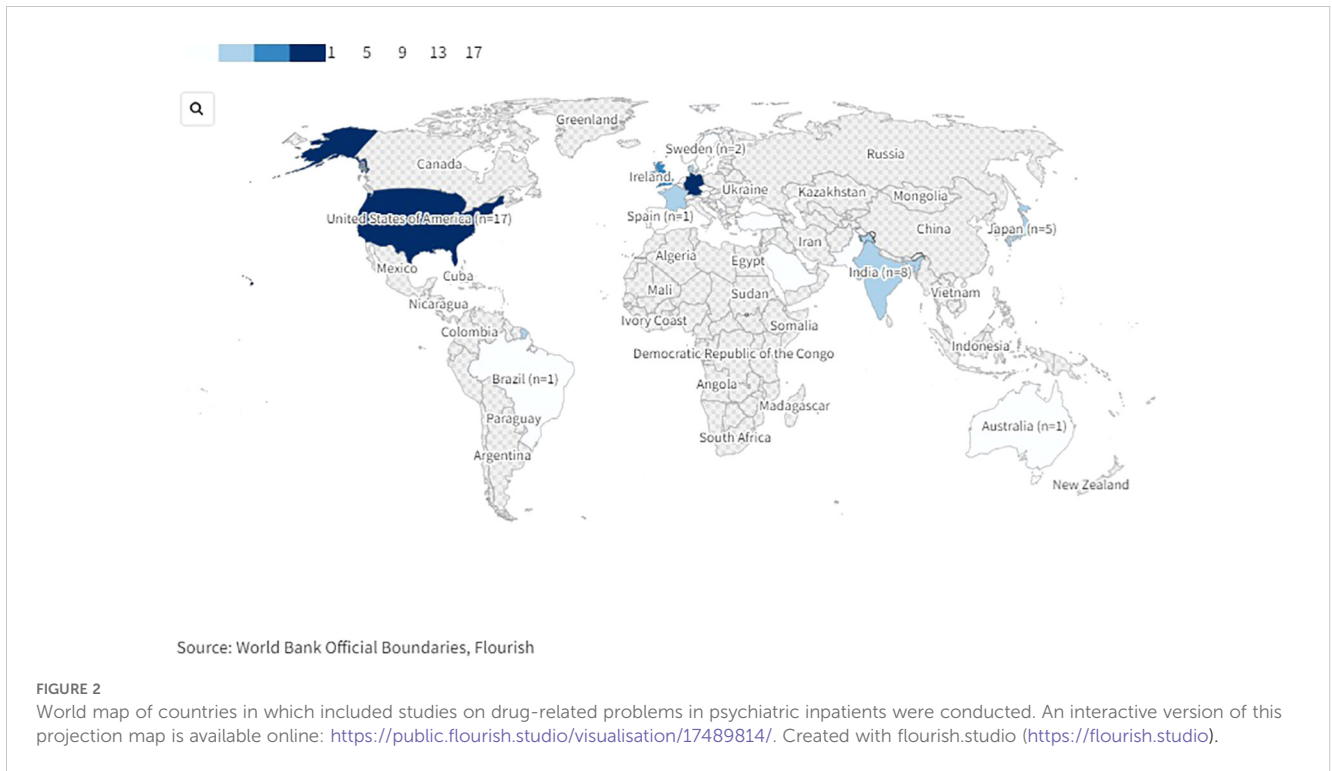 1 5 9 13 17
Greenland
Sweden (n=2)
Russia
Canada
Ireland
Ukraine
Kazakhstan
Mongolia
United States of America (n=17)
Spain (n=1)
China
Japan (n=5)
Iran
Algeria
Egypt
Mexico
Cuba
India (n=8)
Mali
Sudan
Vietnam
Nicaragua
Ivory Coast
Somalia
Colombia
Indonesia
Democratic Republic of the Congo
Brazil (n=1)
Angola
Madagascar
Paraguay
Australia (n=1)
South Africa
Argentina
New Zealand
Source: World Bank Official Boundaries, Flourish
FIGURE 2
World map of countries in which included studies on drug-related problems in psychiatric inpatients were conducted. An interactive version of this
projection map is available online: https://public.flourish.studio/visualisation/17489814/. Created with flourish.studio (https://flourish.studio).